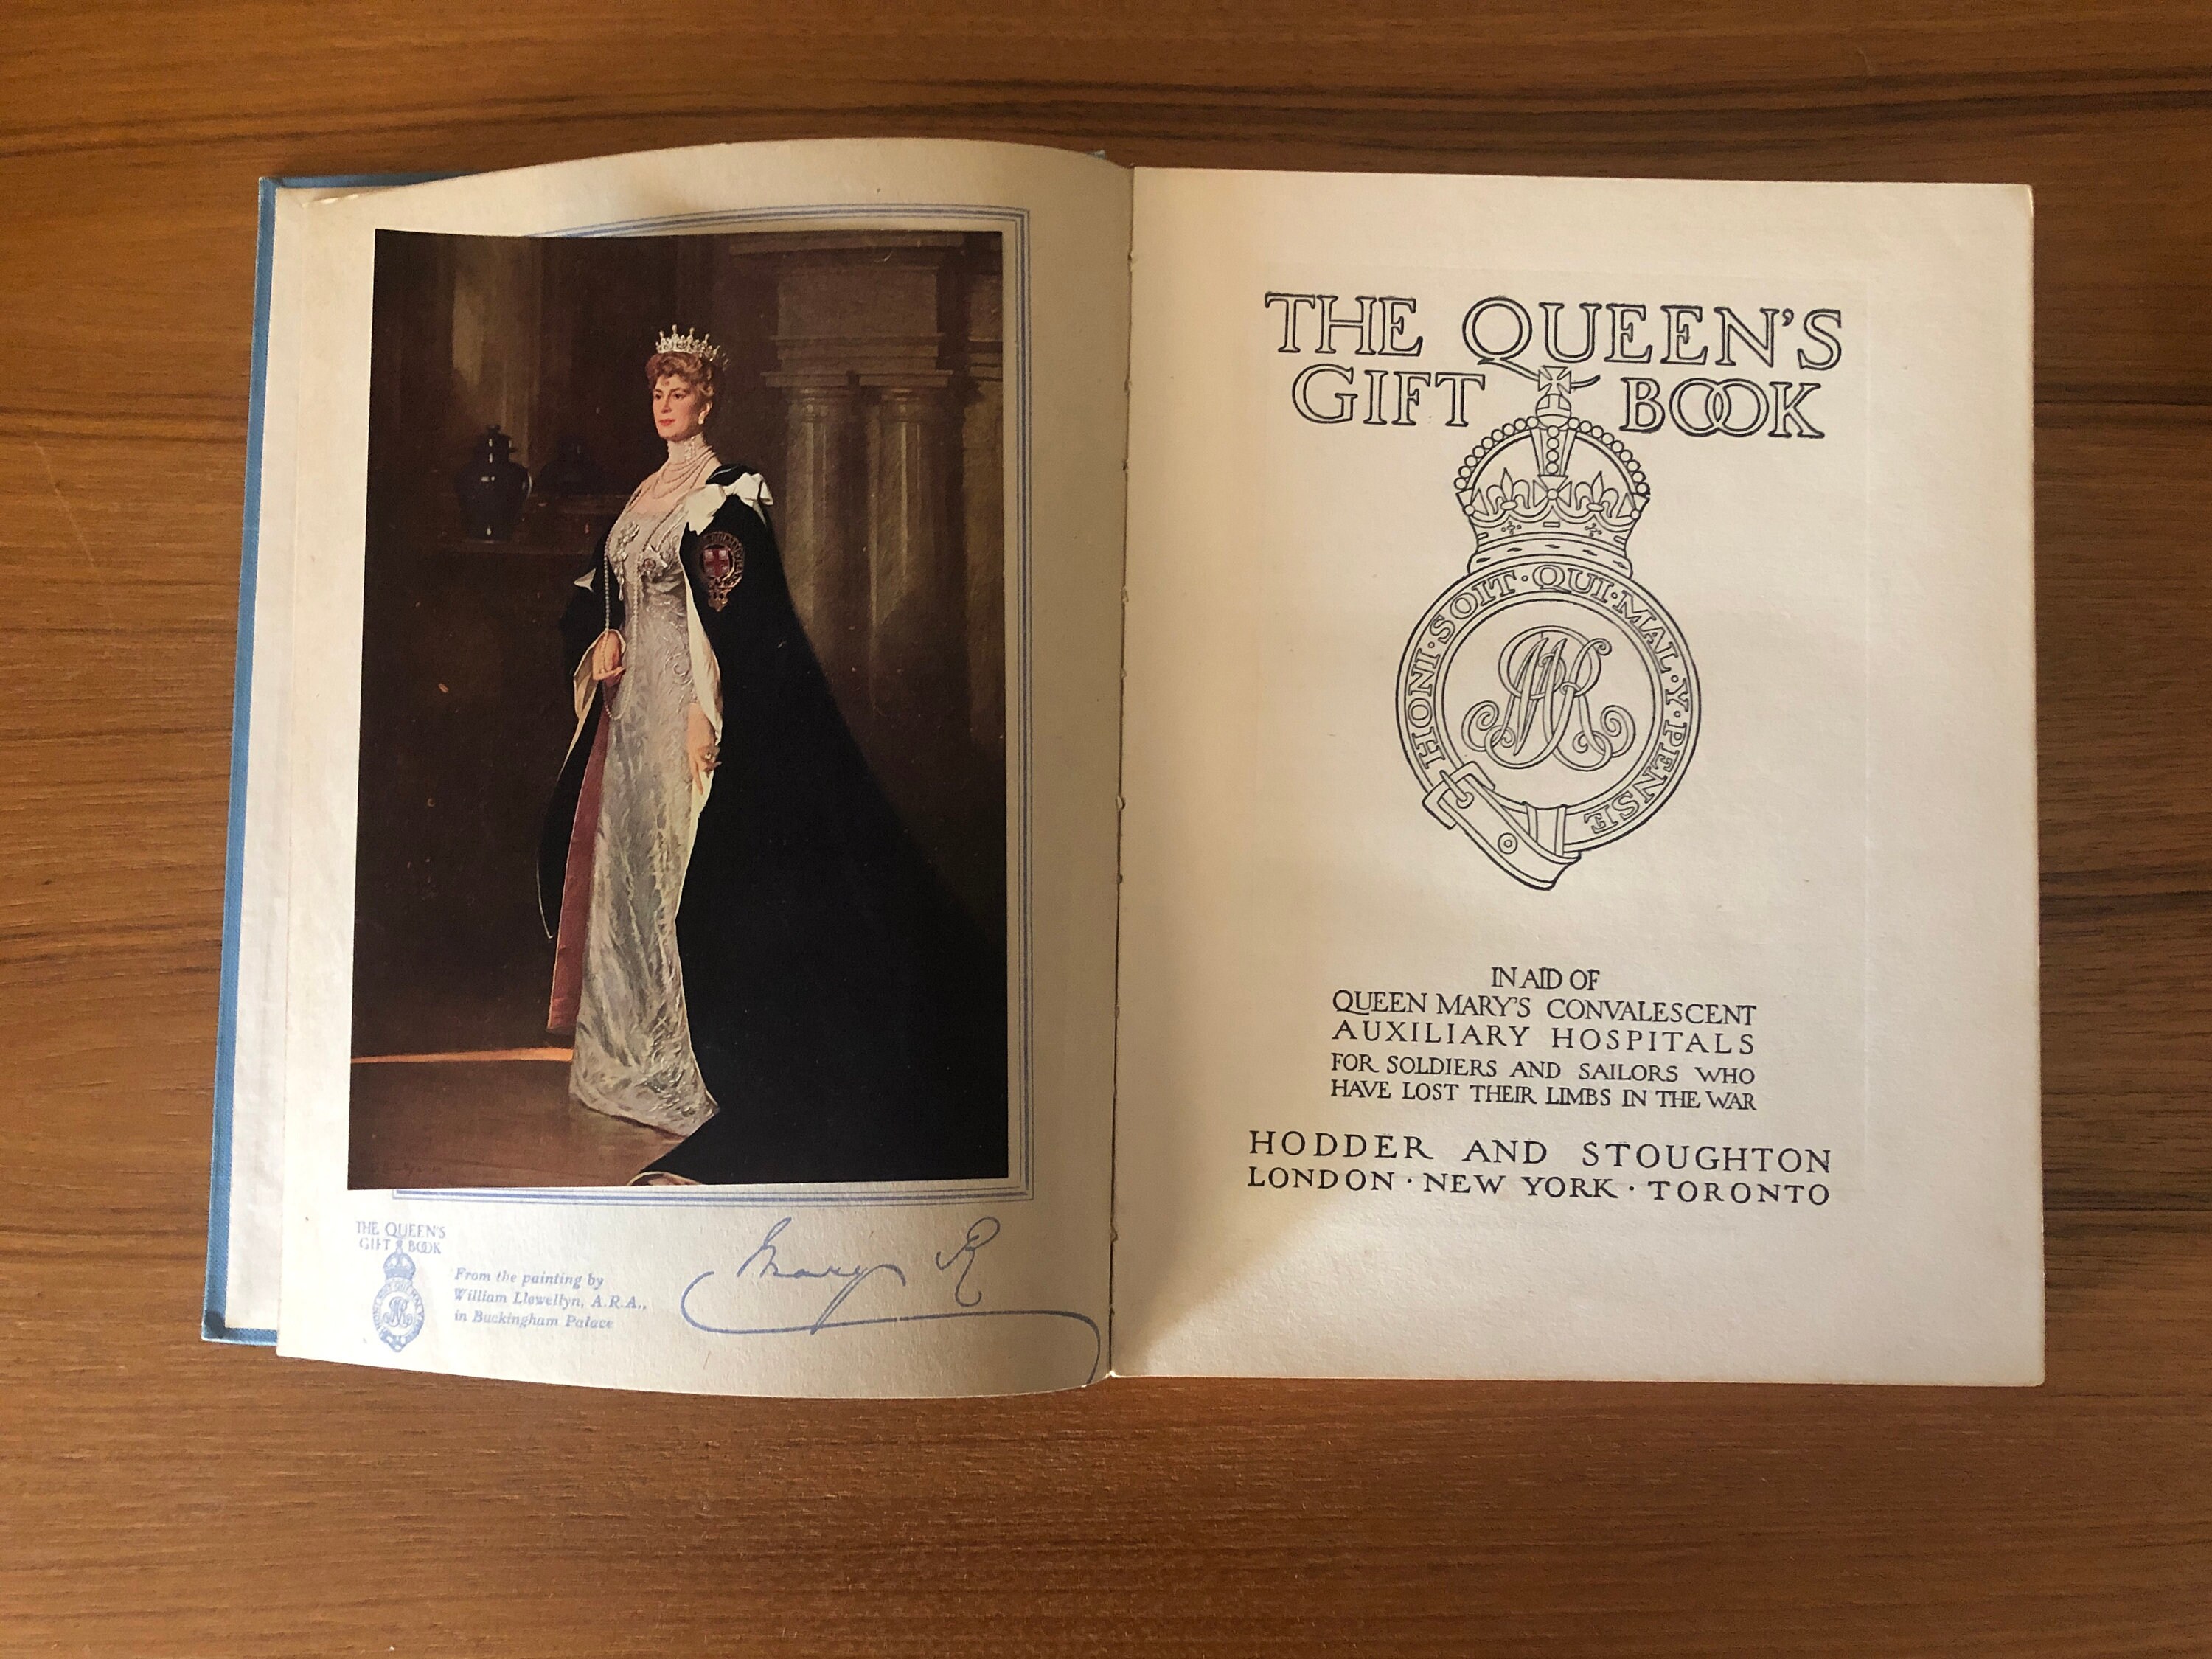 THE QUEEN'S
GIFT BOOK
From the painting by
William Llewellyn, A.R.A.,
in Buckingham Palace
Mary R
THE QUEEN'S
GIFT BOOK
HONI · SOIT · QUI · MAL · Y · PENSE
MR
IN AID OF
QUEEN MARY'S CONVALESCENT
AUXILIARY HOSPITALS
FOR SOLDIERS AND SAILORS WHO
HAVE LOST THEIR LIMBS IN THE WAR
HODDER AND STOUGHTON
LONDON · NEW YORK · TORONTO